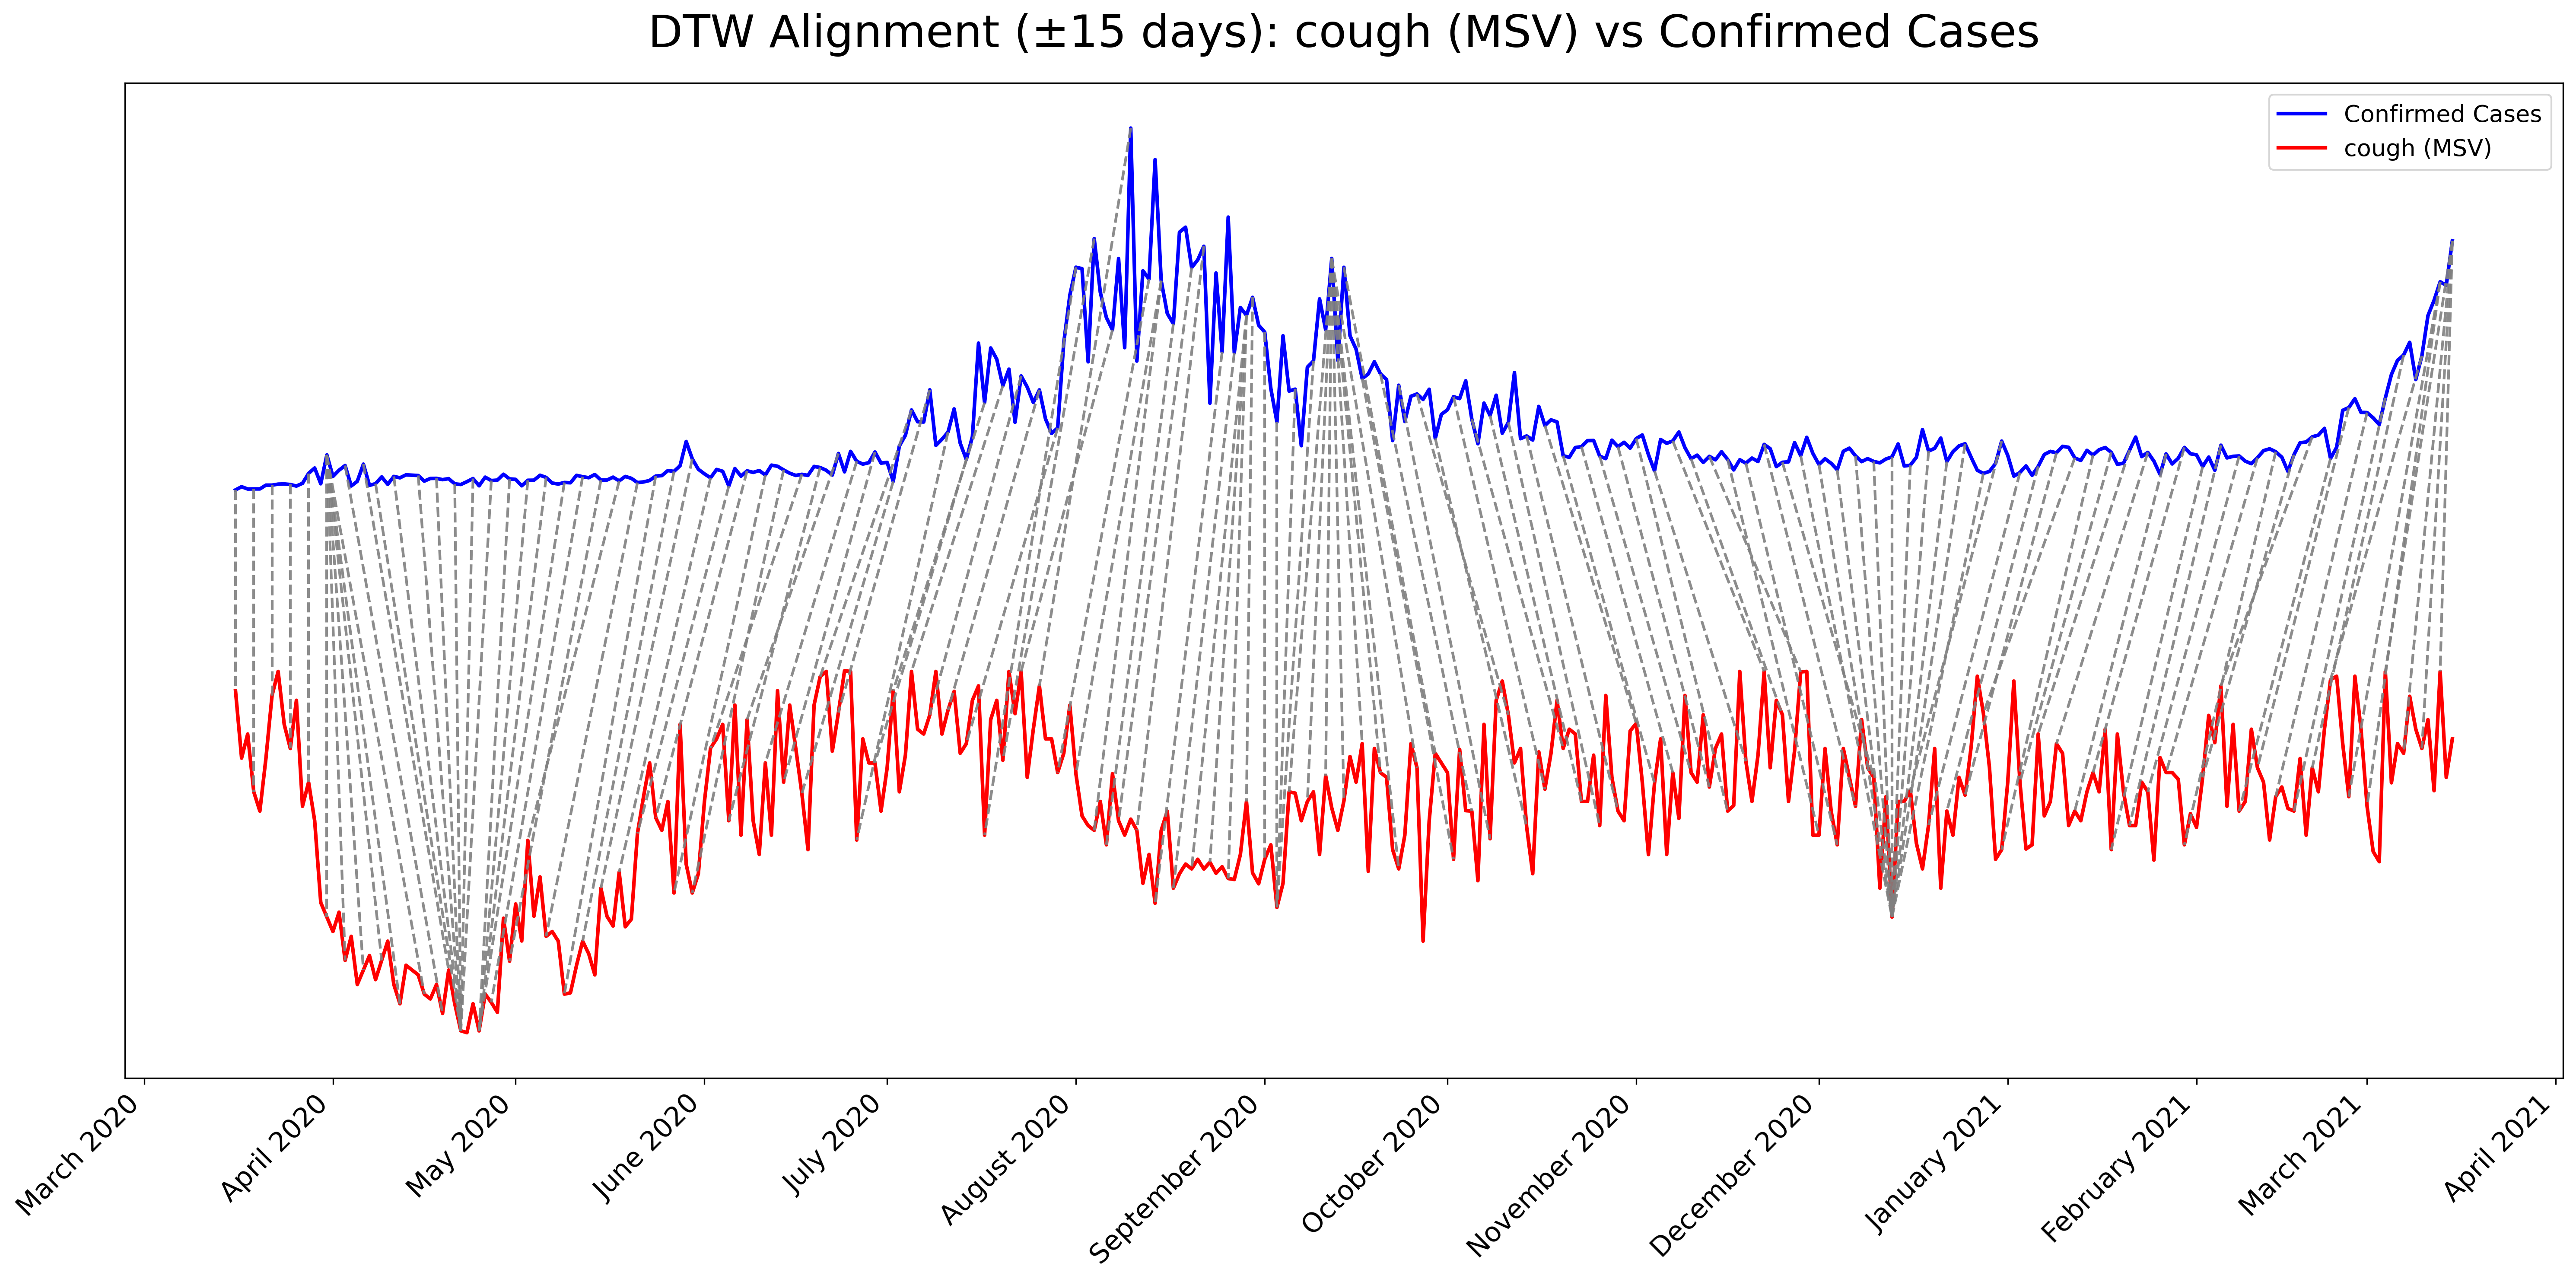 DTW Alignment (±15 days): cough (MSV) vs Confirmed Cases
Confirmed Cases
cough (MSV)
March 2020
April 2020
May 2020
June 2020
July 2020
August 2020
September 2020
October 2020
November 2020
December 2020
January 2021
February 2021
March 2021
April 2021